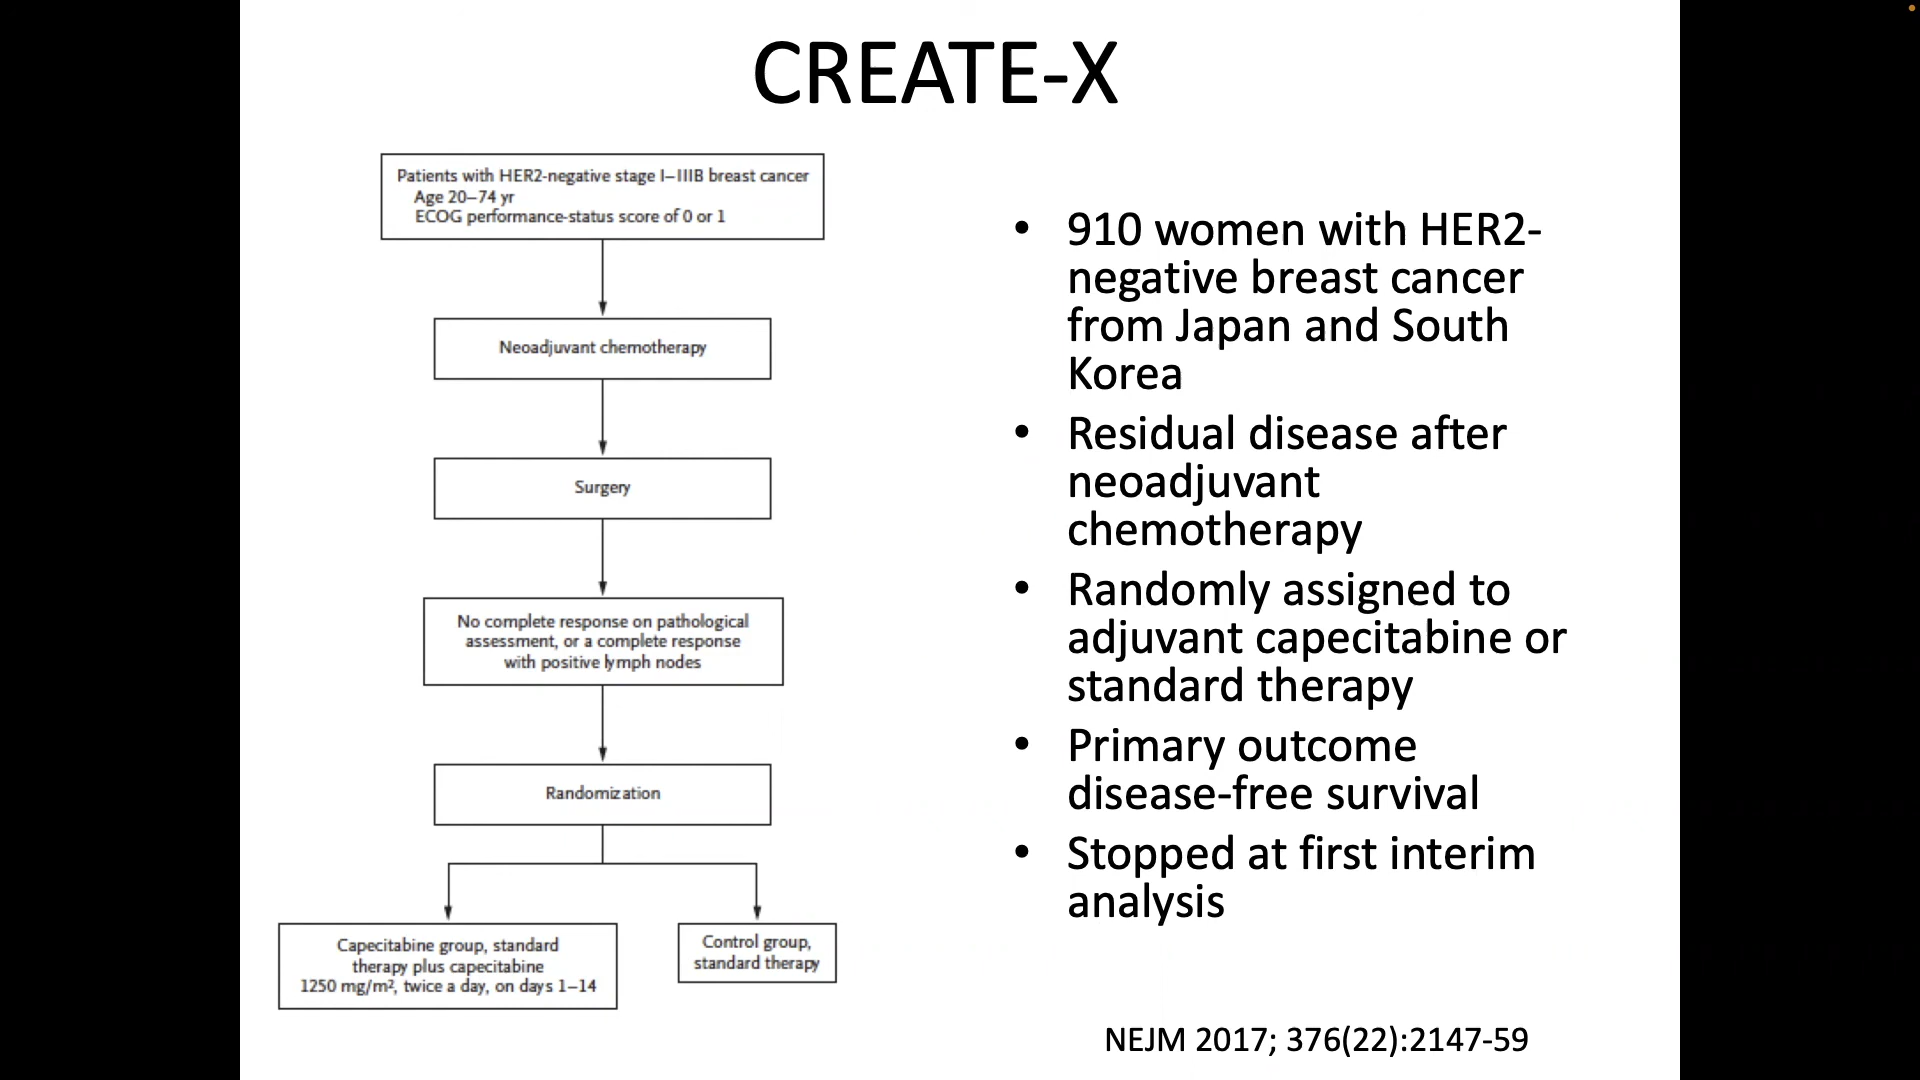 CREATE-X
Patients with HER2-negative stage I–IIIB breast cancer
Age 20–74 yr
ECOG performance-status score of 0 or 1
Neoadjuvant chemotherapy
Surgery
No complete response on pathological
assessment, or a complete response
with positive lymph nodes
Randomization
Capecitabine group, standard
therapy plus capecitabine
1250 mg/m², twice a day, on days 1–14
Control group,
standard therapy
• 910 women with HER2-
negative breast cancer
from Japan and South
Korea
• Residual disease after
neoadjuvant
chemotherapy
• Randomly assigned to
adjuvant capecitabine or
standard therapy
• Primary outcome
disease-free survival
• Stopped at first interim
analysis
NEJM 2017; 376(22):2147-59